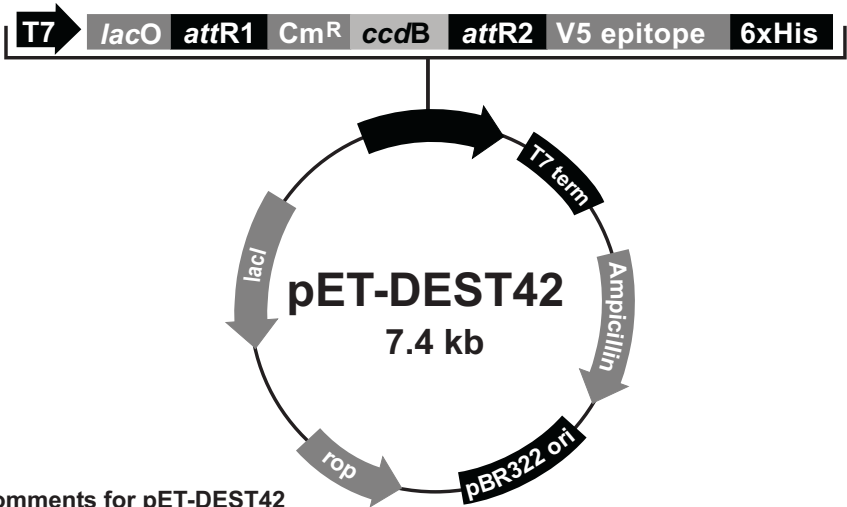 T7 lacO attR1 CmR ccdB attR2 V5 epitope 6xHis
T7 term
lacI
Ampicillin
pET-DEST42
7.4 kb
rop
pBR322 ori
omments for pET-DEST42